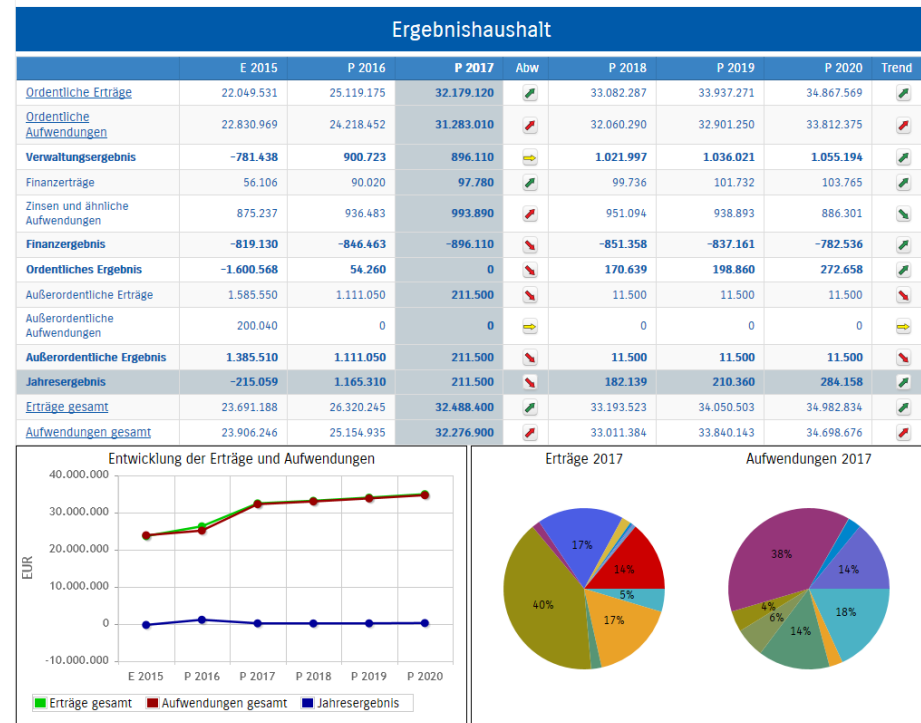 Ergebnishaushalt
E 2015 P 2016 P 2017 Abw P 2018 P 2019 P 2020 Trend
Ordentliche Erträge 22.049.531 25.119.175 32.179.120 33.082.287 33.937.271 34.867.569
Ordentliche
Aufwendungen 22.830.969 24.218.452 31.283.010 32.060.290 32.901.250 33.812.375
Verwaltungsergebnis -781.438 900.723 896.110 1.021.997 1.036.021 1.055.194
Finanzerträge 56.106 90.020 97.780 99.736 101.732 103.765
Zinsen und ähnliche
Aufwendungen 875.237 936.483 993.890 951.094 938.893 886.301
Finanzergebnis -819.130 -846.463 -896.110 -851.358 -837.161 -782.536
Ordentliches Ergebnis -1.600.568 54.260 0 170.639 198.860 272.658
Außerordentliche Erträge 1.585.550 1.111.050 211.500 11.500 11.500 11.500
Außerordentliche
Aufwendungen 200.040 0 0 0 0 0
Außerordentliche Ergebnis 1.385.510 1.111.050 211.500 11.500 11.500 11.500
Jahresergebnis -215.059 1.165.310 211.500 182.139 210.360 284.158
Erträge gesamt 23.691.188 26.320.245 32.488.400 33.193.523 34.050.503 34.982.834
Aufwendungen gesamt 23.906.246 25.154.935 32.276.900 33.011.384 33.840.143 34.698.676
Entwicklung der Erträge und Aufwendungen
EUR
40.000.000
30.000.000
20.000.000
10.000.000
0
-10.000.000
E 2015 P 2016 P 2017 P 2018 P 2019 P 2020
Erträge gesamt Aufwendungen gesamt Jahresergebnis
Erträge 2017
17%
14%
5%
40%
17%
Aufwendungen 2017
38%
14%
4%
6%
18%
14%